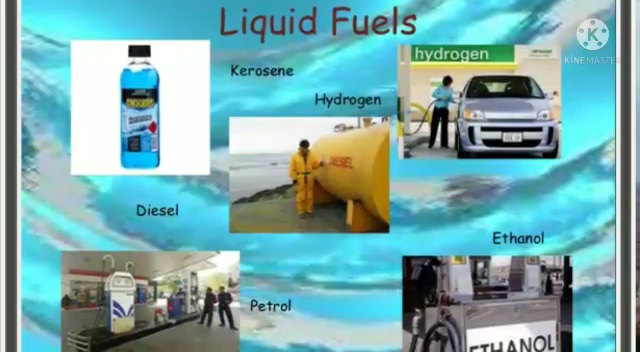 Liquid Fuels
K
KINEMASTER
Kerosene
hydrogen
Hydrogen
DIESEL
Diesel
Ethanol
Petrol
ETHANOL